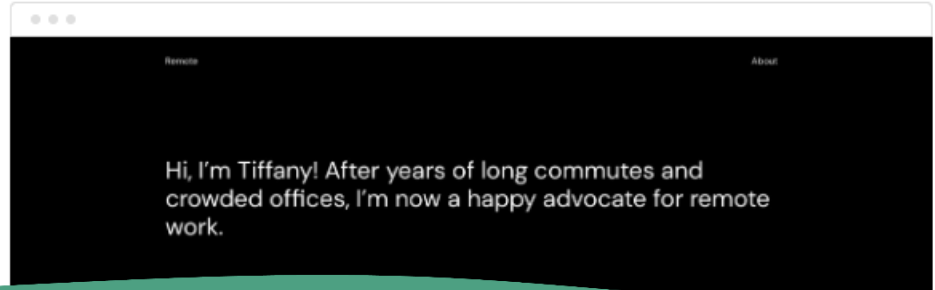 Remote
About
Hi, I'm Tiffany! After years of long commutes and
crowded offices, I'm now a happy advocate for remote
work.